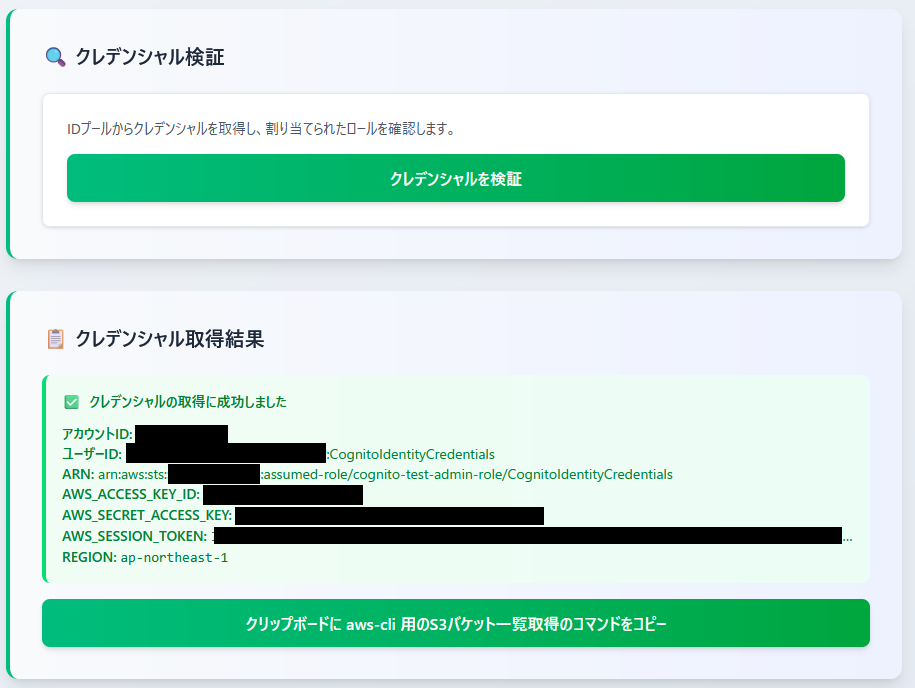 クレデンシャル検証
IDプールからクレデンシャルを取得し、割り当てられたロールを確認します。
クレデンシャルを検証
クレデンシャル取得結果
クレデンシャルの取得に成功しました
アカウントID:
ユーザーID: :CognitoIdentityCredentials
ARN: arn:aws:sts: :assumed-role/cognito-test-admin-role/CognitoIdentityCredentials
AWS_ACCESS_KEY_ID:
AWS_SECRET_ACCESS_KEY:
AWS_SESSION_TOKEN: ...
REGION: ap-northeast-1
クリップボードに aws-cli 用のS3バケット一覧取得のコマンドをコピー